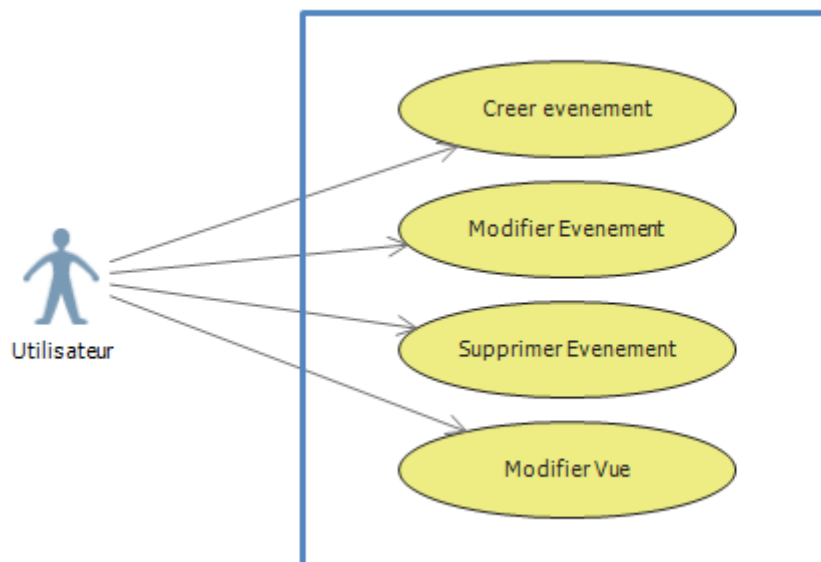 Creer evenement
Modifier Evenement
Supprimer Evenement
Utilisateur
Modifier Vue